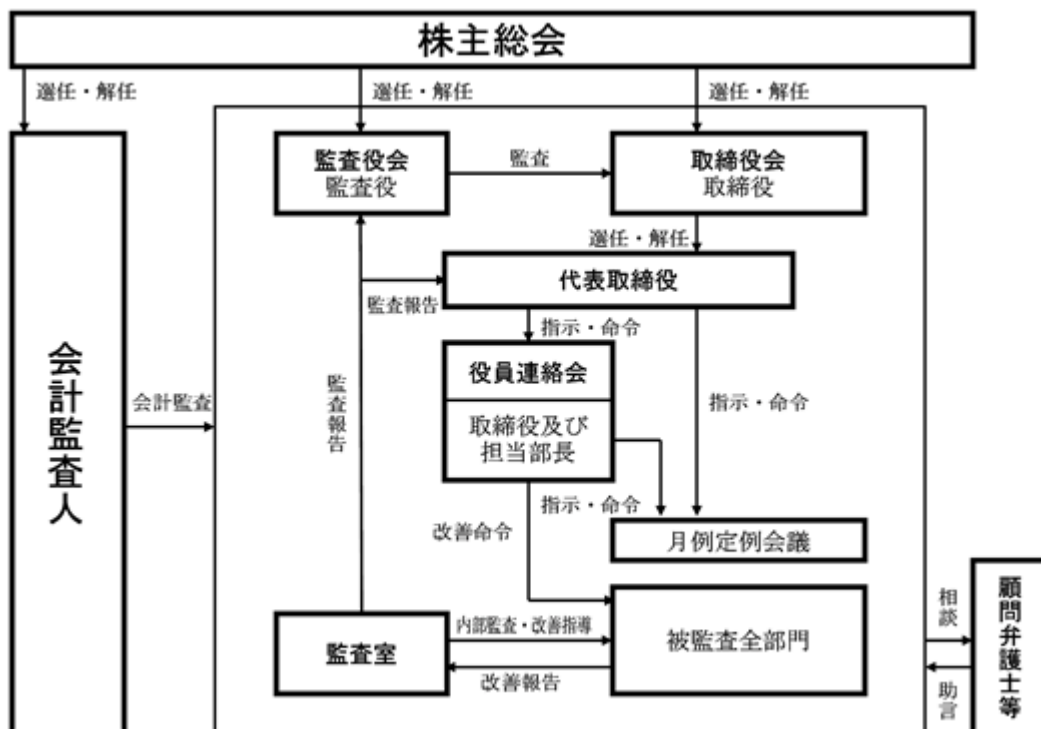 株主総会
選任・解任
選任・解任
選任・解任
監査役会
監査役
監査
取締役会
取締役
選任・解任
代表取締役
監査報告
指示・命令
役員連絡会
取締役及び
担当部長
指示・命令
会計監査人
会計監査
監査報告
指示・命令
改善命令
月例定例会議
監査室
内部監査・改善指導
改善報告
被監査全部門
相談
助言
顧問弁護士等